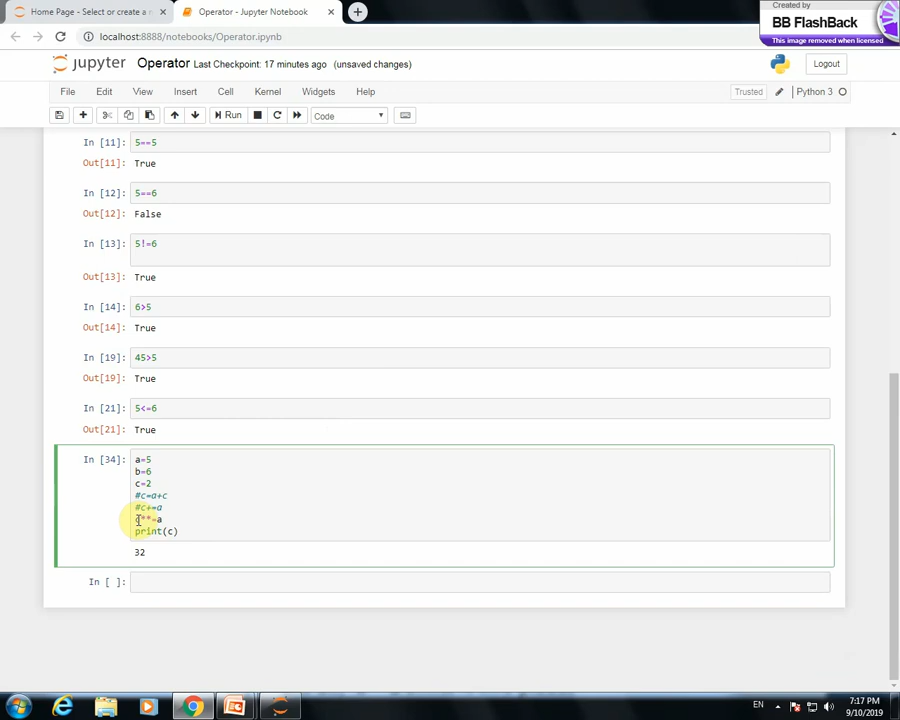 Home Page - Select or create a n
Operator - Jupyter Notebook
Created by
BB FlashBack
This image removed when licensed
localhost:8888/notebooks/Operator.ipynb
jupyter Operator Last Checkpoint: 17 minutes ago (unsaved changes)
Logout
File Edit View Insert Cell Kernel Widgets Help
Trusted Python 3
Run Code
In [11]: 5==5
Out[11]: True
In [12]: 5==6
Out[12]: False
In [13]: 5!=6
Out[13]: True
In [14]: 6>5
Out[14]: True
In [19]: 45>5
Out[19]: True
In [21]: 5<=6
Out[21]: True
In [34]: a=5
b=6
c=2
#c=a+c
#c+=a
c**=a
print(c)
32
In [ ]:
EN
7:17 PM
9/10/2019